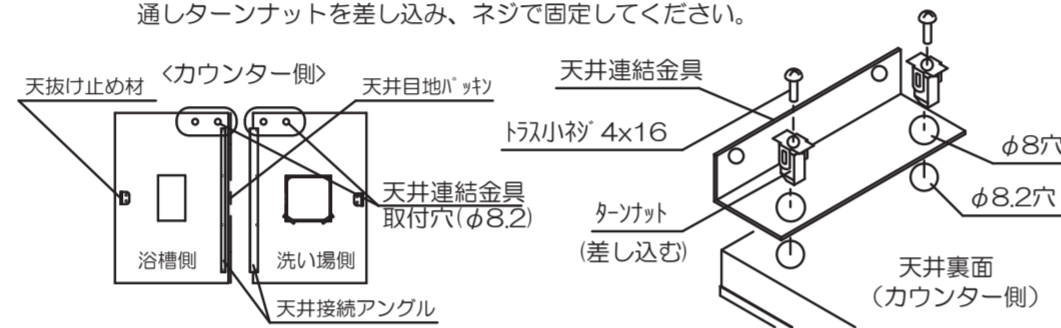 通しターンナットを差し込み、ネジで固定してください。
天抜け止め材
〈カウンター側〉
天井目地ﾊﾟｯｷﾝ
天井連結金具
取付穴(φ8.2)
浴槽側
洗い場側
天井接続アングル
天井連結金具
ﾄﾗｽ小ﾈｼﾞ 4x16
ﾀｰﾝﾅｯﾄ
(差し込む)
φ8穴
φ8.2穴
天井裏面
(カウンター側)